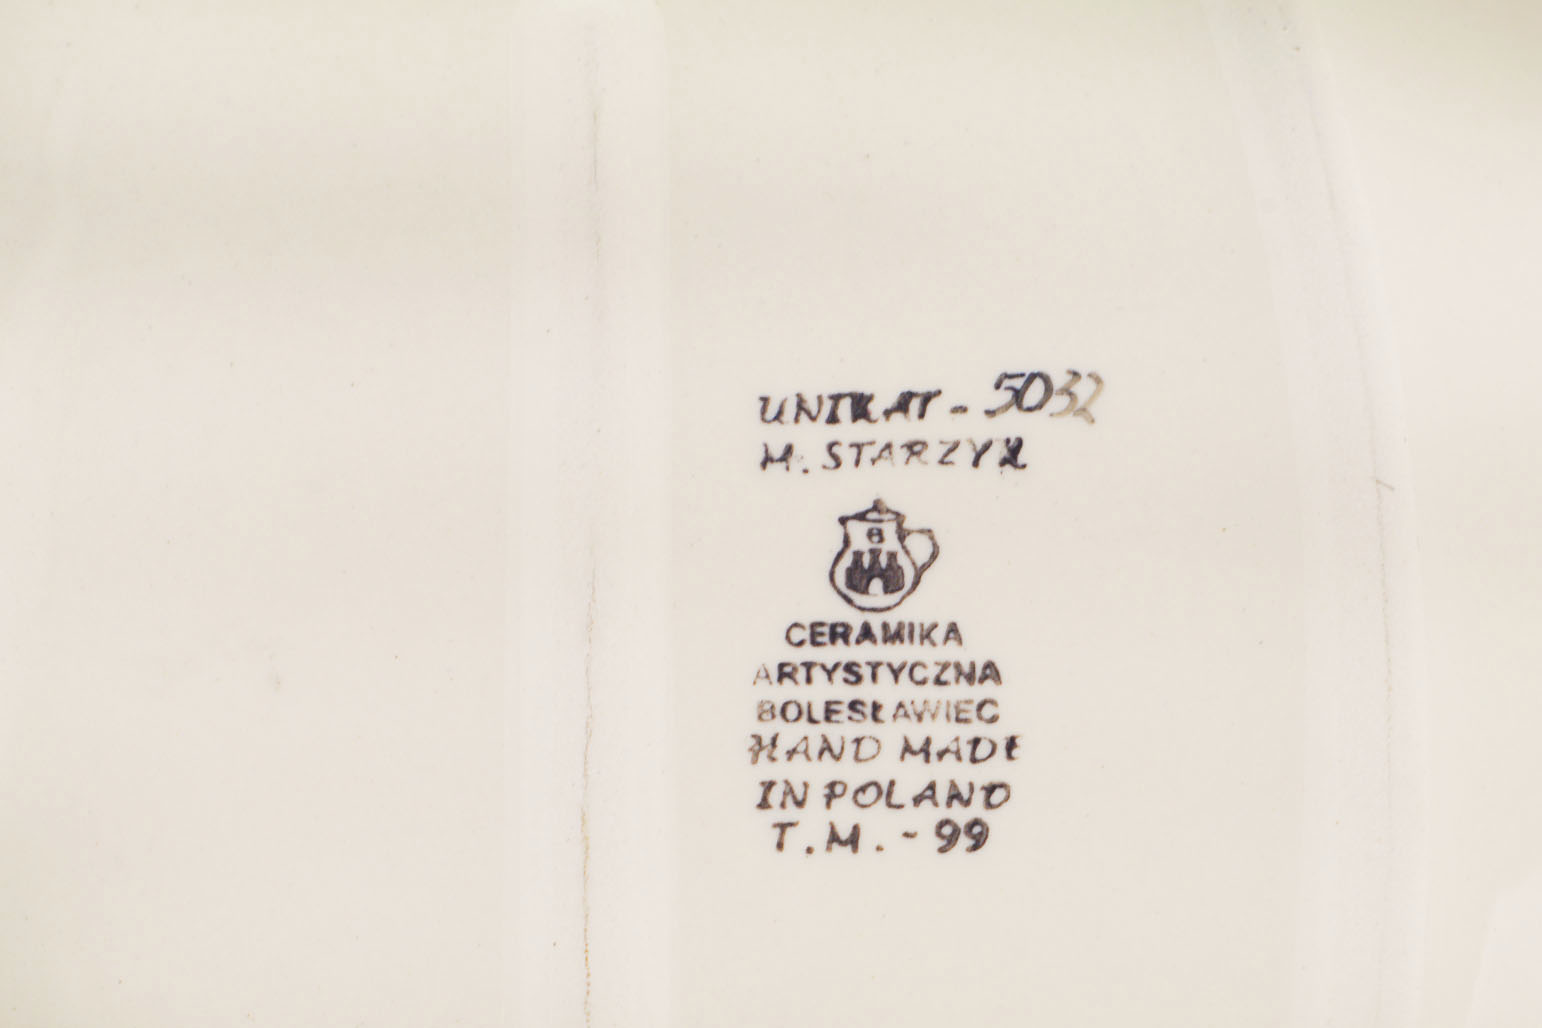 UNIKAT - 5032
M. STARZYK
B
CERAMIKA
ARTYSTYCZNA
BOLESŁAWIEC
HAND MADE
IN POLAND
T.M. - 99